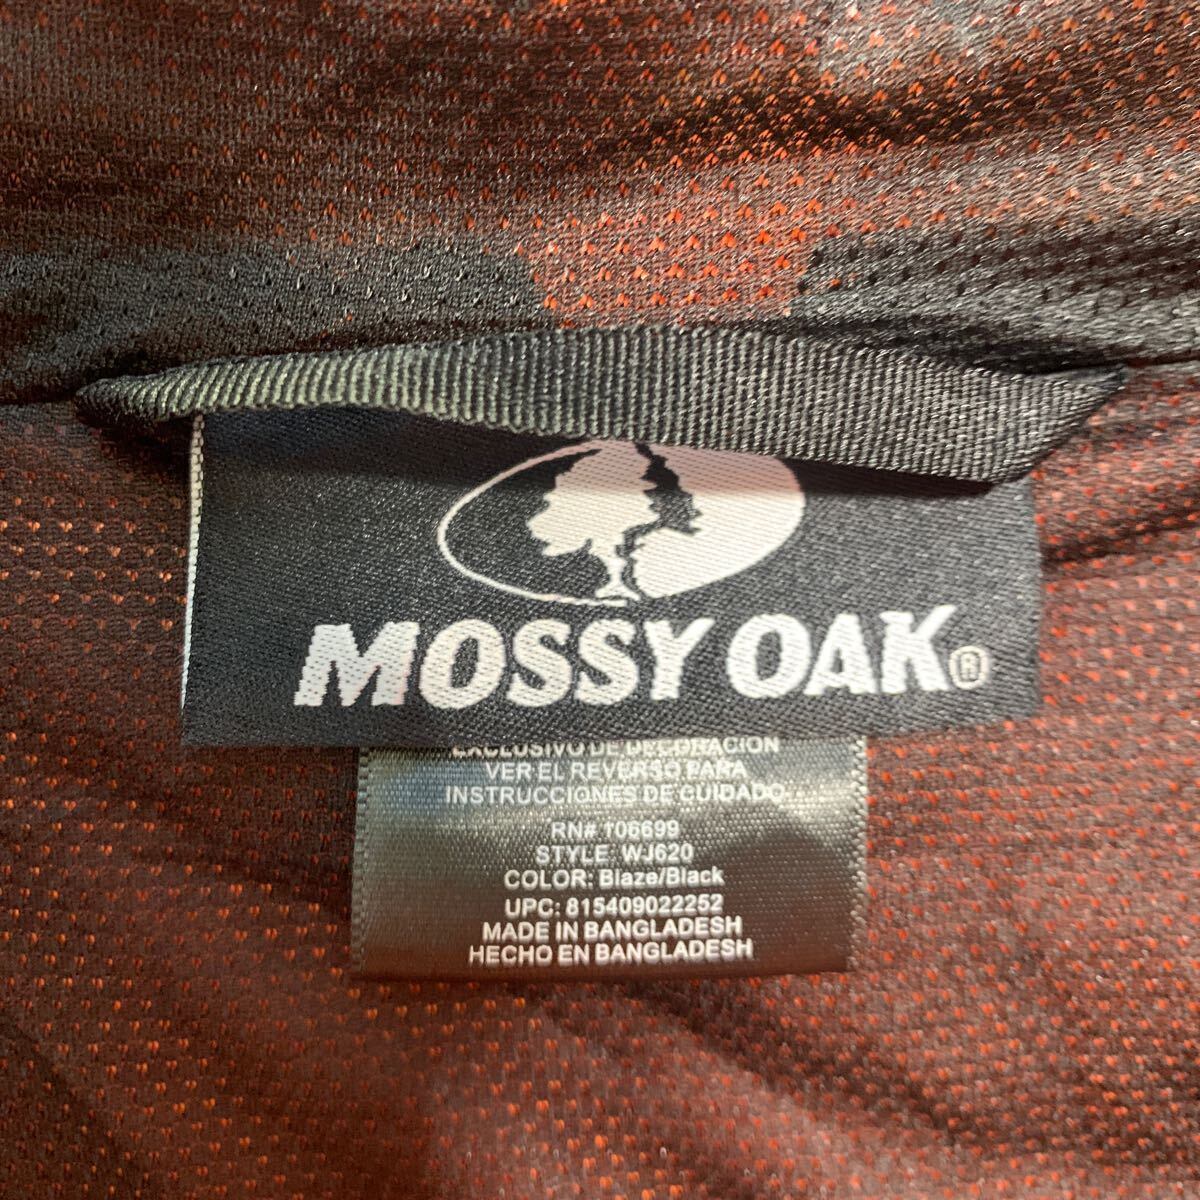 MOSSY OAK®
EXCLUSIVO DE DECORACION
VER EL REVERSO PARA
INSTRUCCIONES DE CUIDADO
RN# 106699
STYLE: WJ620
COLOR: Blaze/Black
UPC: 815409022252
MADE IN BANGLADESH
HECHO EN BANGLADESH